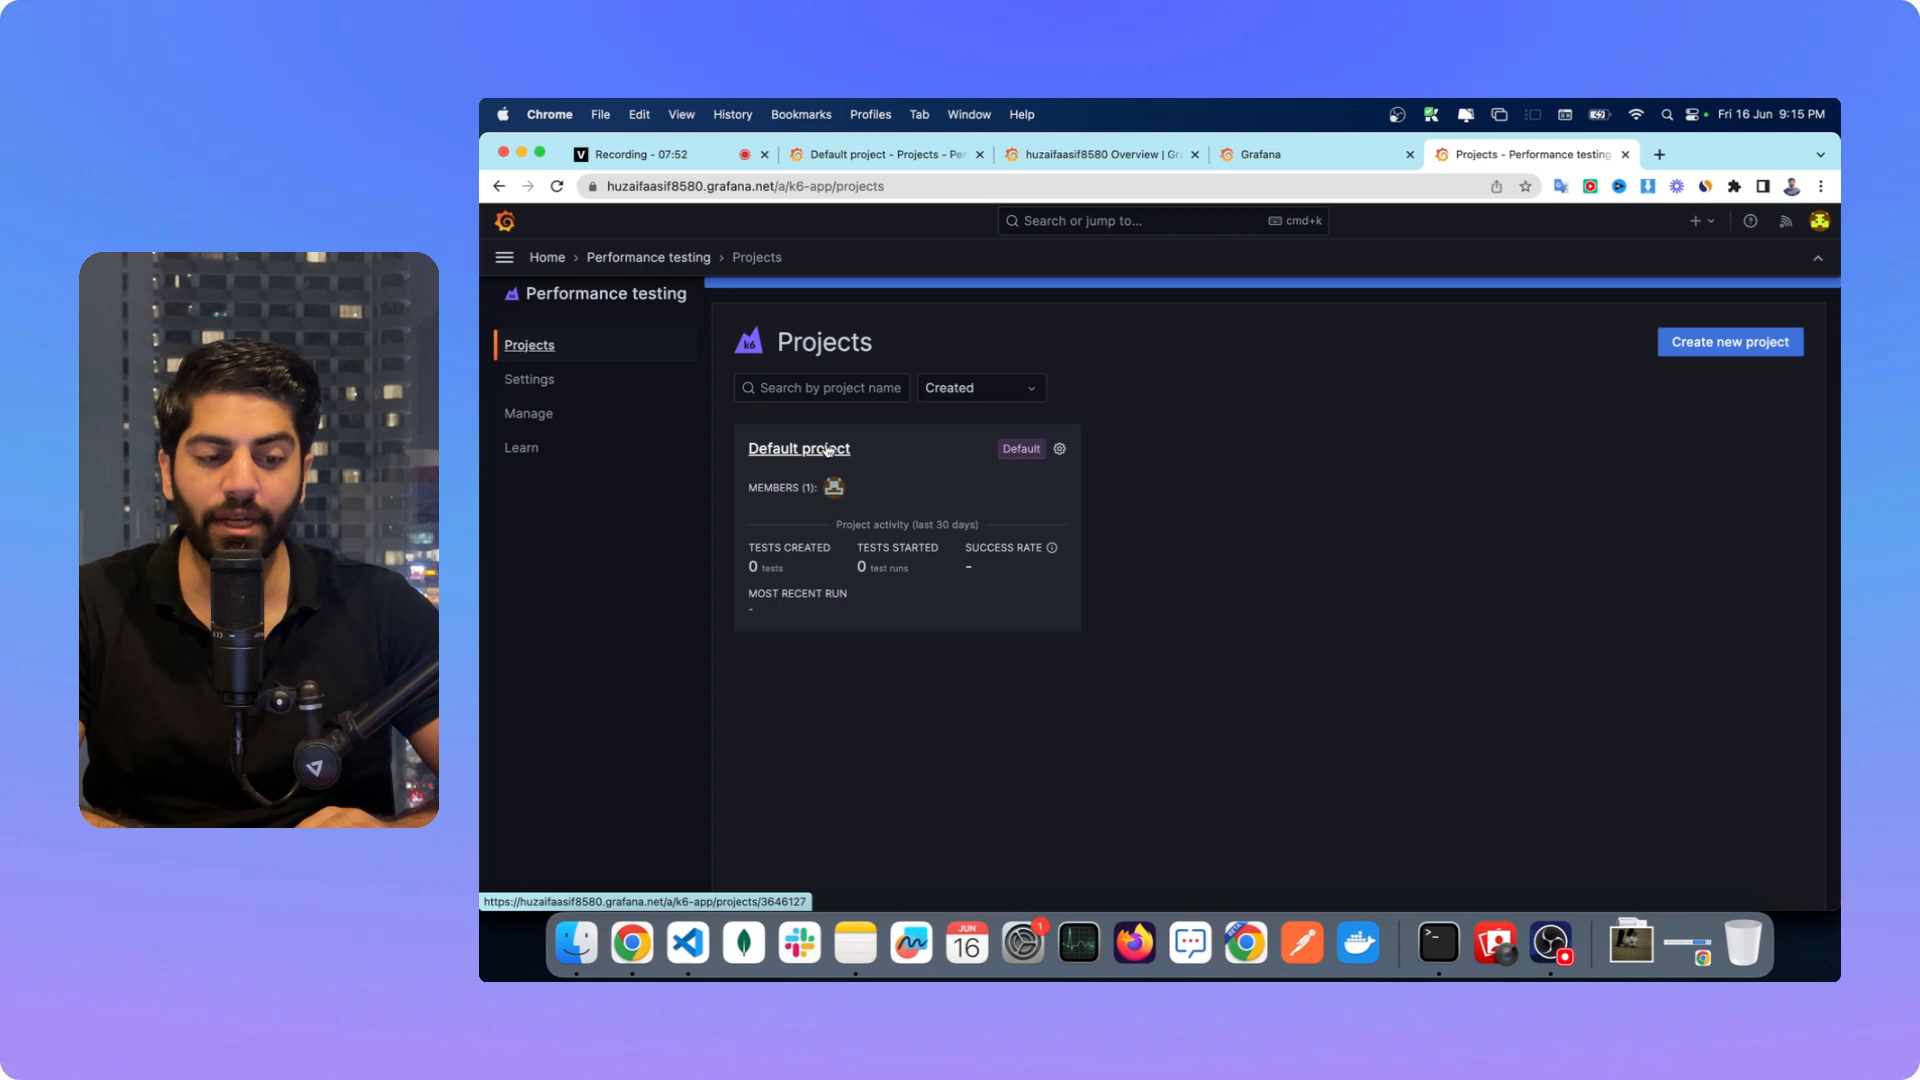 Chrome File Edit View History Bookmarks Profiles Tab Window Help Fri 16 Jun 9:15 PM
V Recording - 07:52 Default project - Projects - Per huzaifaasif8580 Overview | Gr Grafana Projects - Performance testing
huzaifaasif8580.grafana.net/a/k6-app/projects
Search or jump to... cmd+k
Home › Performance testing › Projects
Performance testing
Projects
Settings
Manage
Learn
k6 Projects
Create new project
Search by project name Created
Default project Default
MEMBERS (1):
Project activity (last 30 days)
TESTS CREATED TESTS STARTED SUCCESS RATE
0 tests 0 test runs -
MOST RECENT RUN
-
https://huzaifaasif8580.grafana.net/a/k6-app/projects/3646127
JUN
16
1